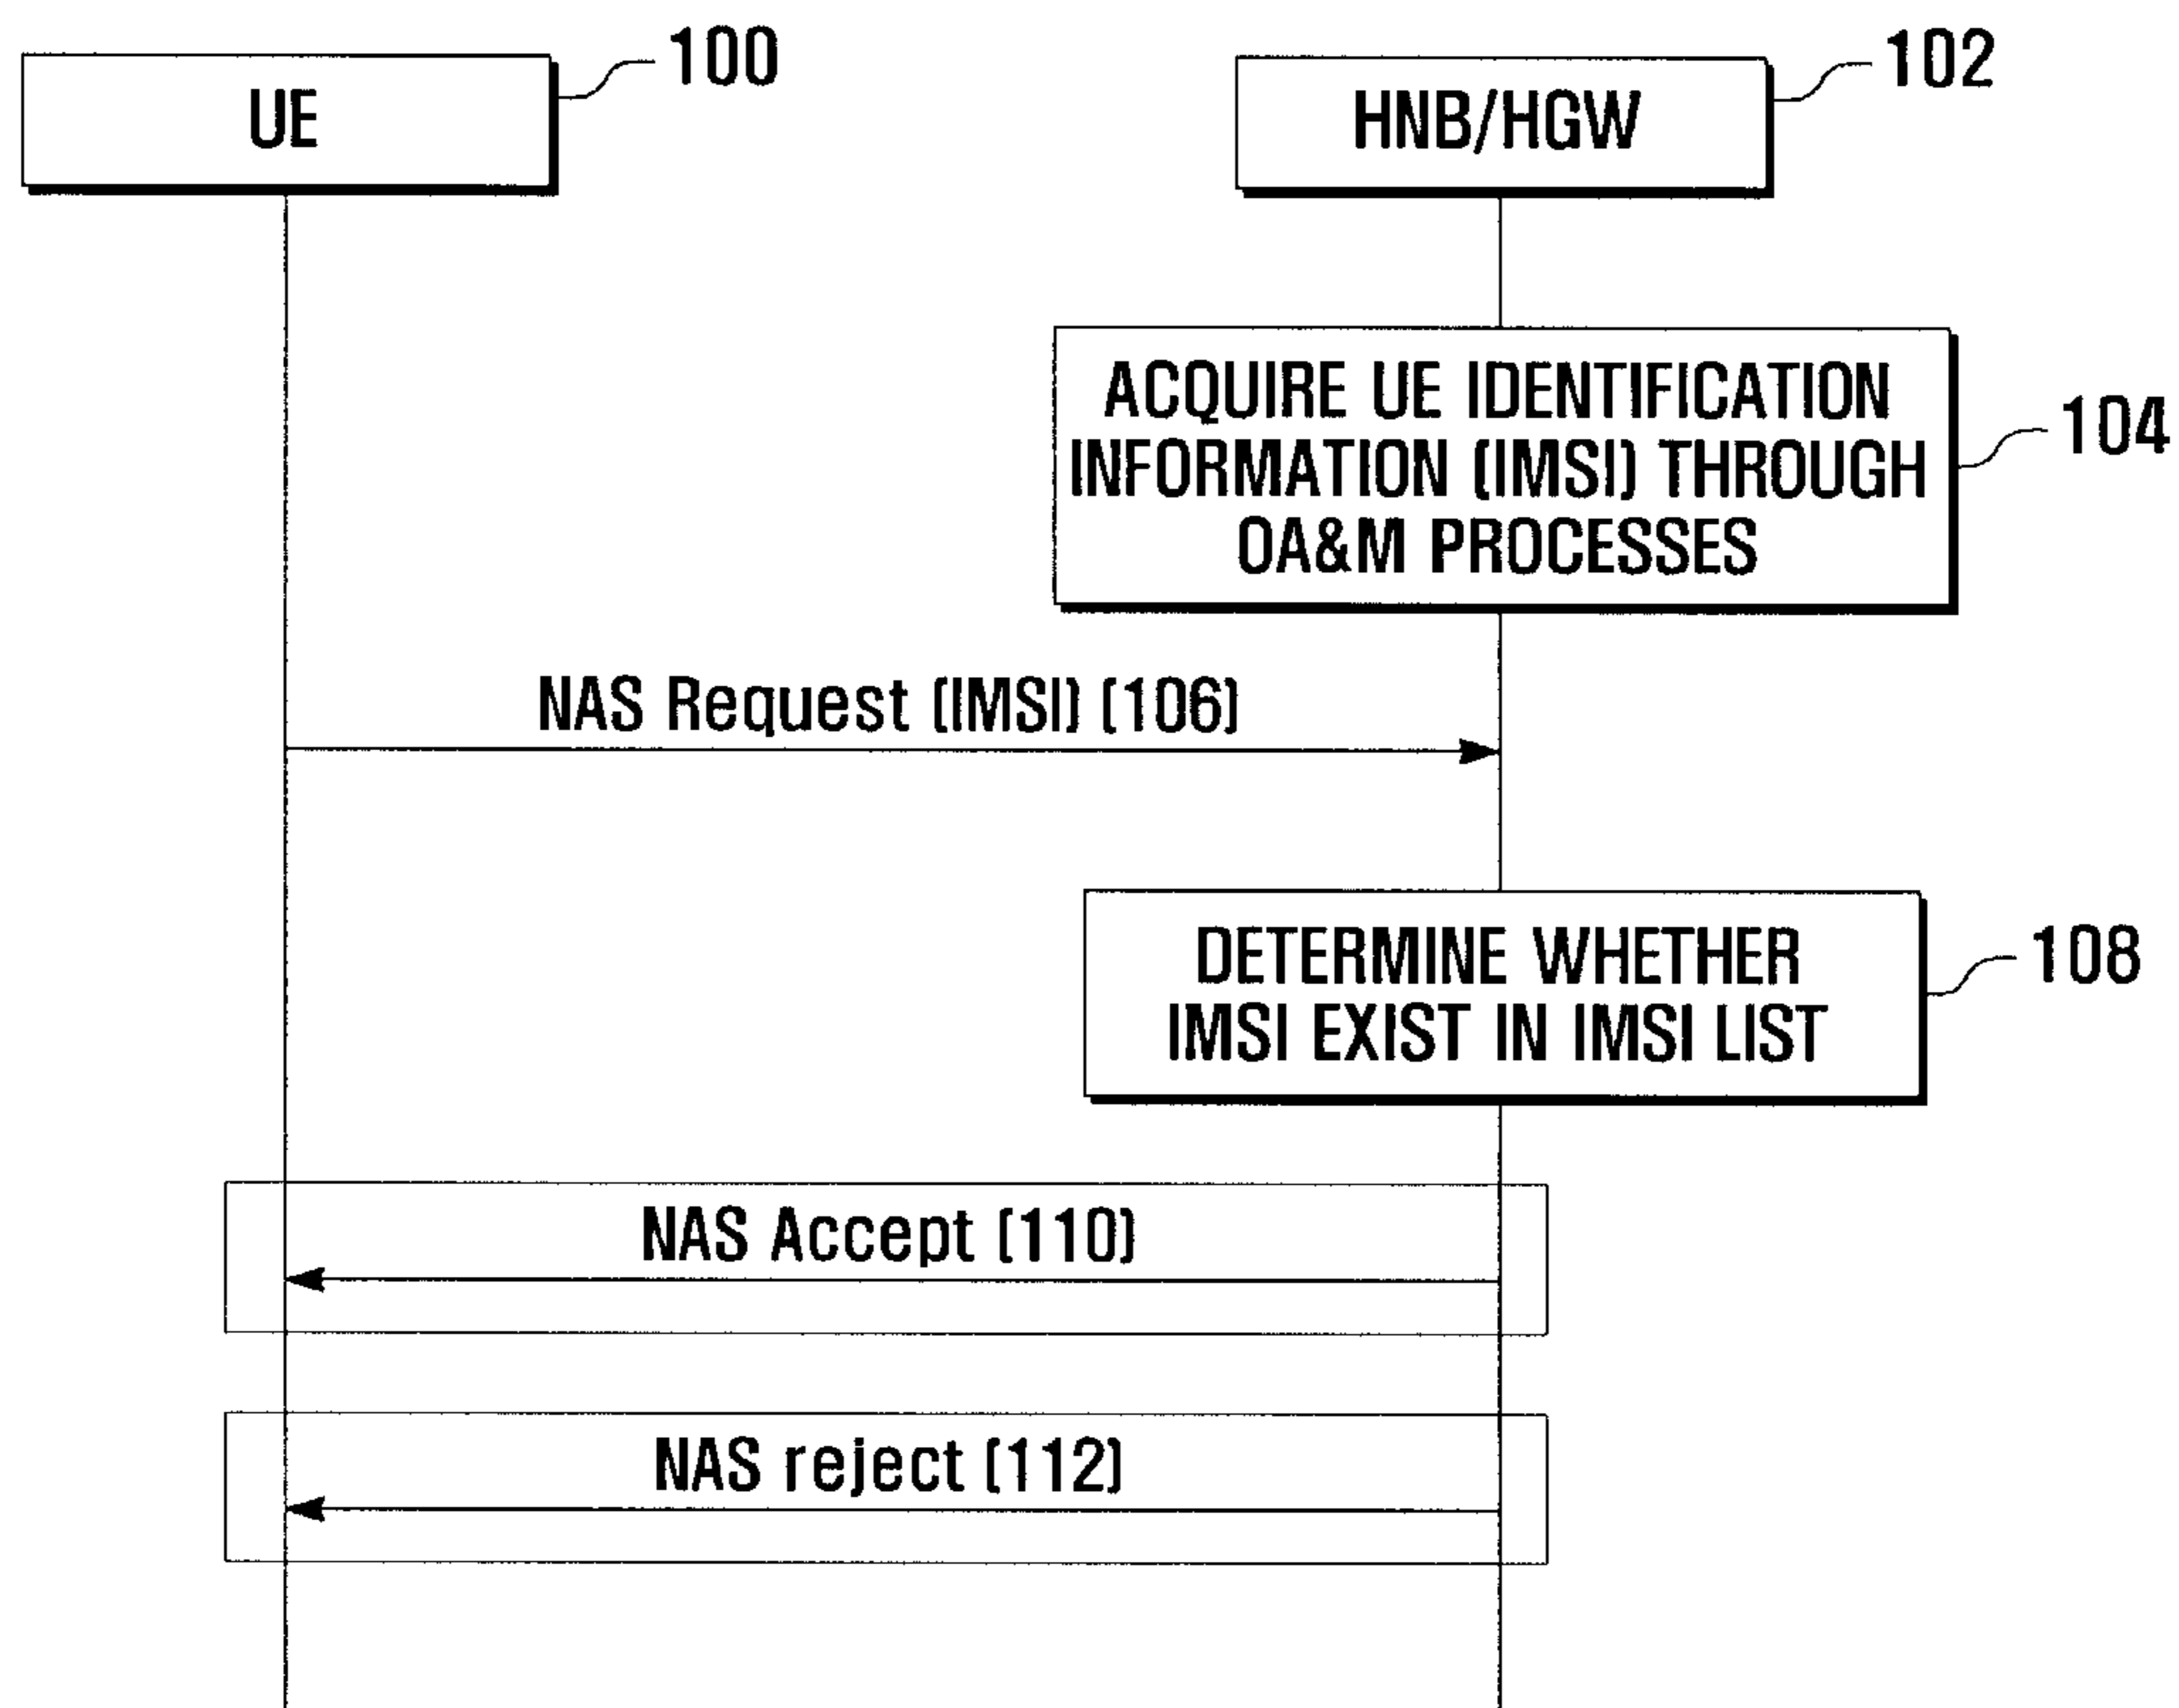 100
102
UE
HNB/HGW
ACQUIRE UE IDENTIFICATION
INFORMATION (IMSI) THROUGH
OA&M PROCESSES
104
NAS Request (IMSI) (106)
DETERMINE WHETHER
IMSI EXIST IN IMSI LIST
108
NAS Accept (110)
NAS reject (112)